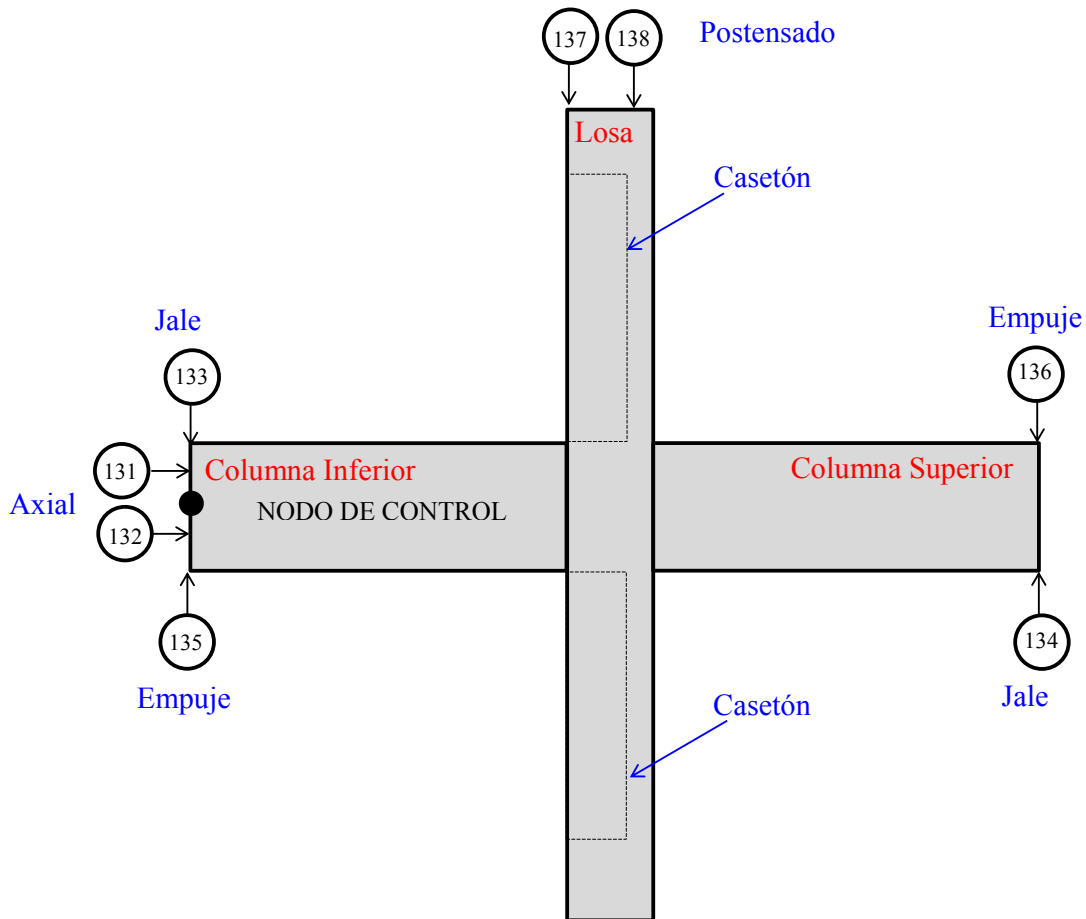 137
138
Postensado
Losa
Casetón
Jale
Empuje
133
136
131
Columna Inferior
Columna Superior
Axial
NODO DE CONTROL
132
135
134
Empuje
Casetón
Jale